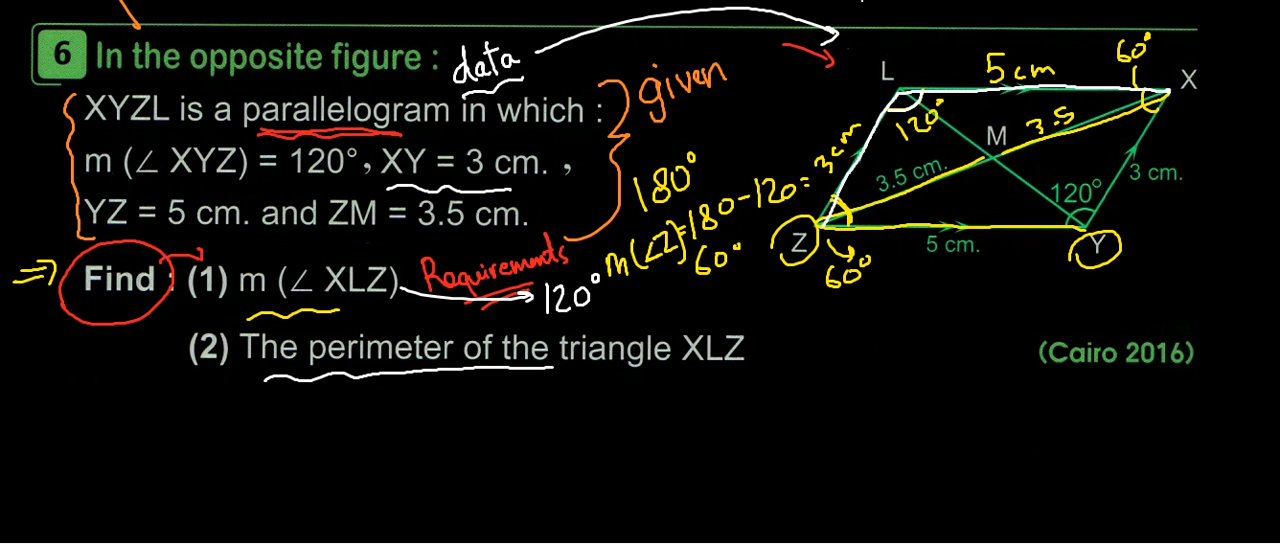 6 In the opposite figure : data
XYZL is a parallelogram in which : given
m (∠ XYZ) = 120°, XY = 3 cm. ,
YZ = 5 cm. and ZM = 3.5 cm.
180°
m(∠Z)=180-120=
60°
Find : (1) m (∠ XLZ) Requirements
120°
(2) The perimeter of the triangle XLZ
(Cairo 2016)
L 5 cm 60° X
120° M 3.5
3 cm 3.5 cm. 120° 3 cm.
Z 5 cm. Y
60°